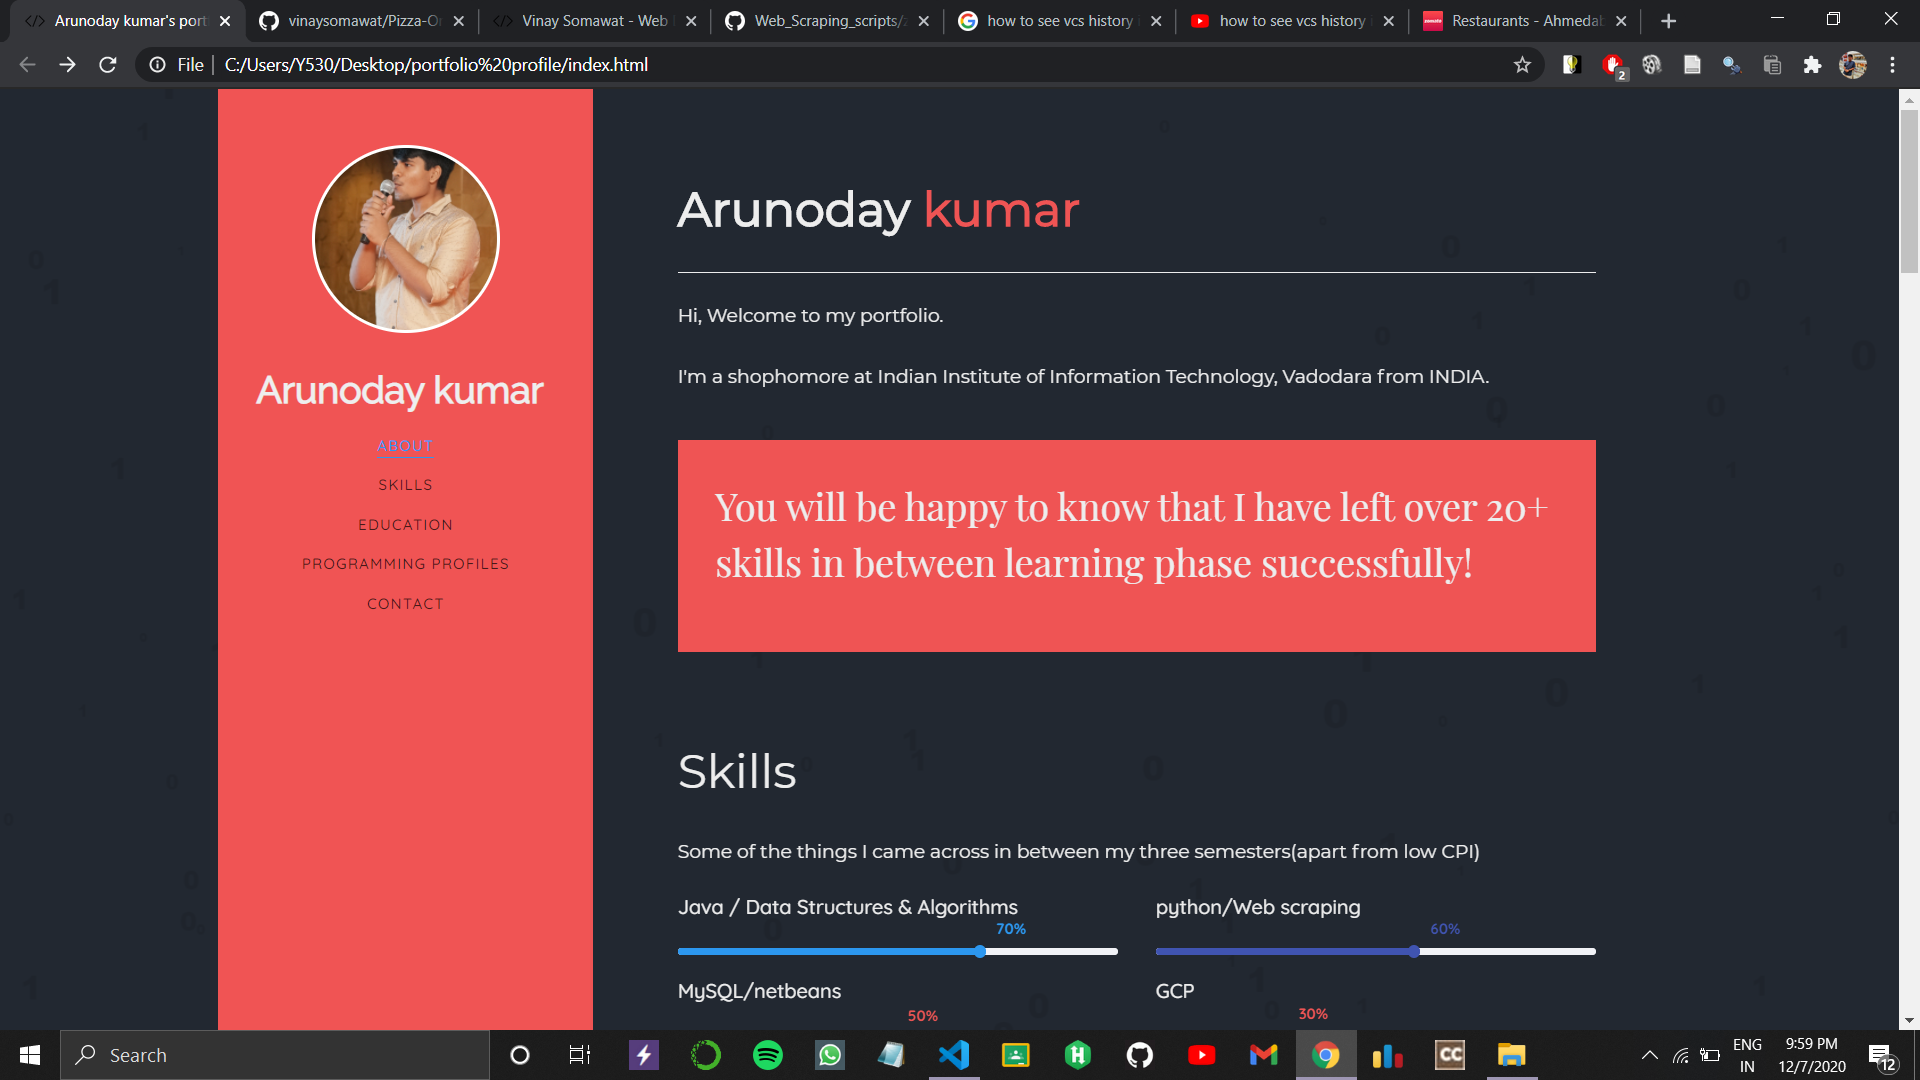 Arunoday kumar's port
vinaysomawat/Pizza-Or
Vinay Somawat - Web
Web_Scraping_scripts/
how to see vcs history
how to see vcs history
Restaurants - Ahmedab
File
C:/Users/Y530/Desktop/portfolio%20profile/index.html
2
Arunoday kumar
ABOUT
SKILLS
EDUCATION
PROGRAMMING PROFILES
CONTACT
Arunoday kumar
Hi, Welcome to my portfolio.
I'm a shophomore at Indian Institute of Information Technology, Vadodara from INDIA.
You will be happy to know that I have left over 20+
skills in between learning phase successfully!
Skills
Some of the things I came across in between my three semesters(apart from low CPI)
Java / Data Structures & Algorithms
70%
python/Web scraping
60%
MySQL/netbeans
50%
GCP
30%
Search
CC
ENG
IN
9:59 PM
12/7/2020
12